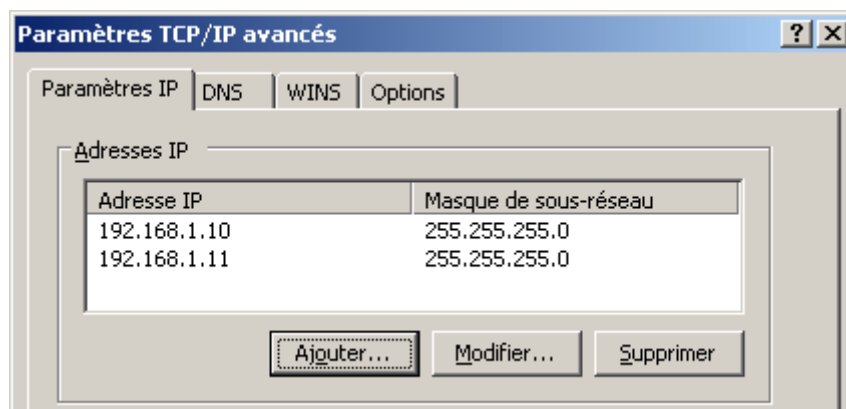 Paramètres TCP/IP avancés
Paramètres IP DNS WINS Options
Adresses IP
Adresse IP Masque de sous-réseau
192.168.1.10 255.255.255.0
192.168.1.11 255.255.255.0
Ajouter... Modifier... Supprimer